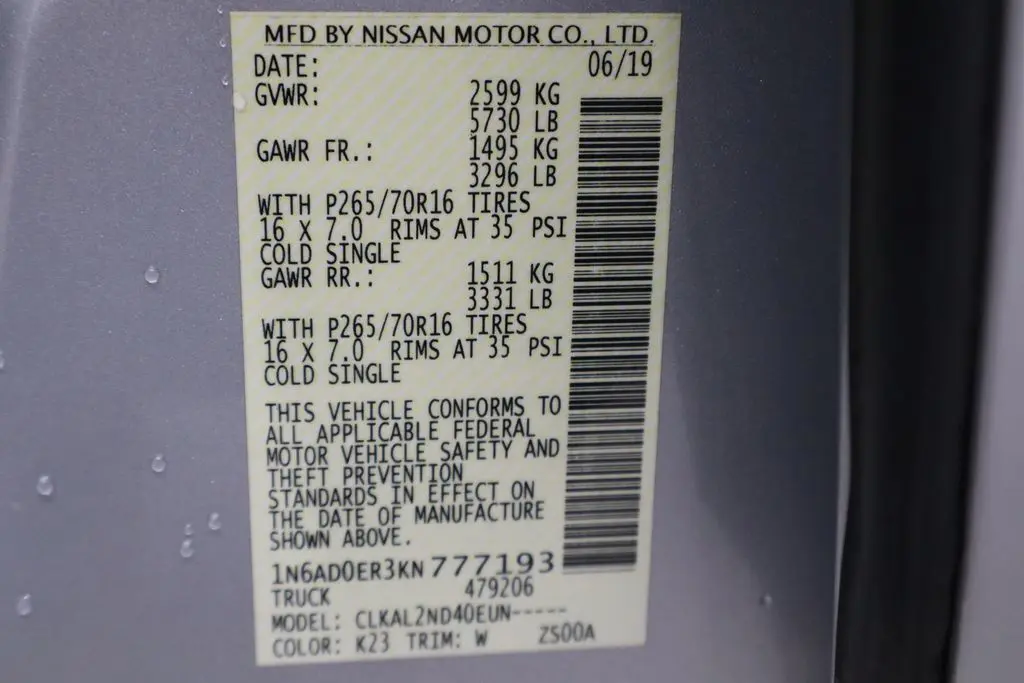 MFD BY NISSAN MOTOR CO., LTD.
DATE: 06/19
GVWR: 2599 KG
5730 LB
GAWR FR.: 1495 KG
3296 LB
WITH P265/70R16 TIRES
16 X 7.0 RIMS AT 35 PSI
COLD SINGLE
GAWR RR.: 1511 KG
3331 LB
WITH P265/70R16 TIRES
16 X 7.0 RIMS AT 35 PSI
COLD SINGLE
THIS VEHICLE CONFORMS TO
ALL APPLICABLE FEDERAL
MOTOR VEHICLE SAFETY AND
THEFT PREVENTION
STANDARDS IN EFFECT ON
THE DATE OF MANUFACTURE
SHOWN ABOVE.
1N6AD0ER3KN777193
TRUCK 479206
MODEL: CLKAL2ND40EUN-----
COLOR: K23 TRIM: W ZS00A